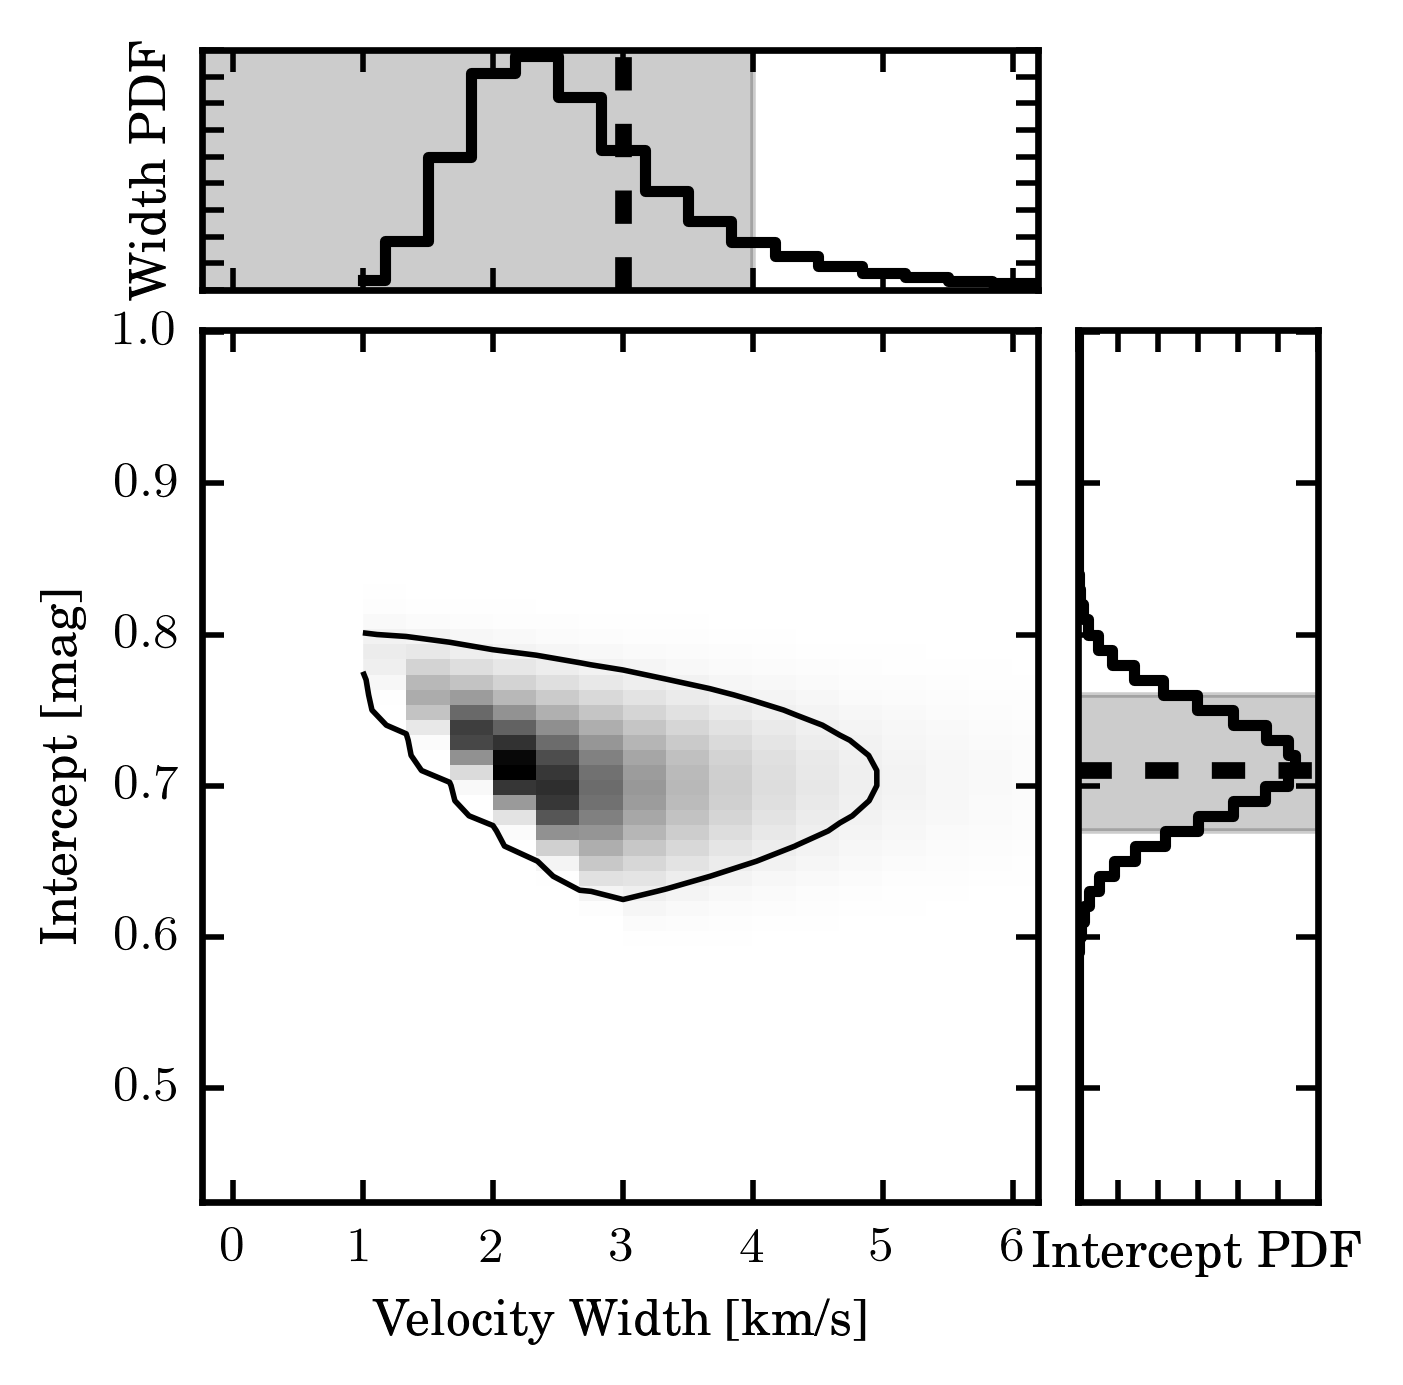 Width PDF
1.0
0.9
0.8
0.7
0.6
0.5
Intercept [mag]
0 1 2 3 4 5 6
Intercept PDF
Velocity Width [km/s]